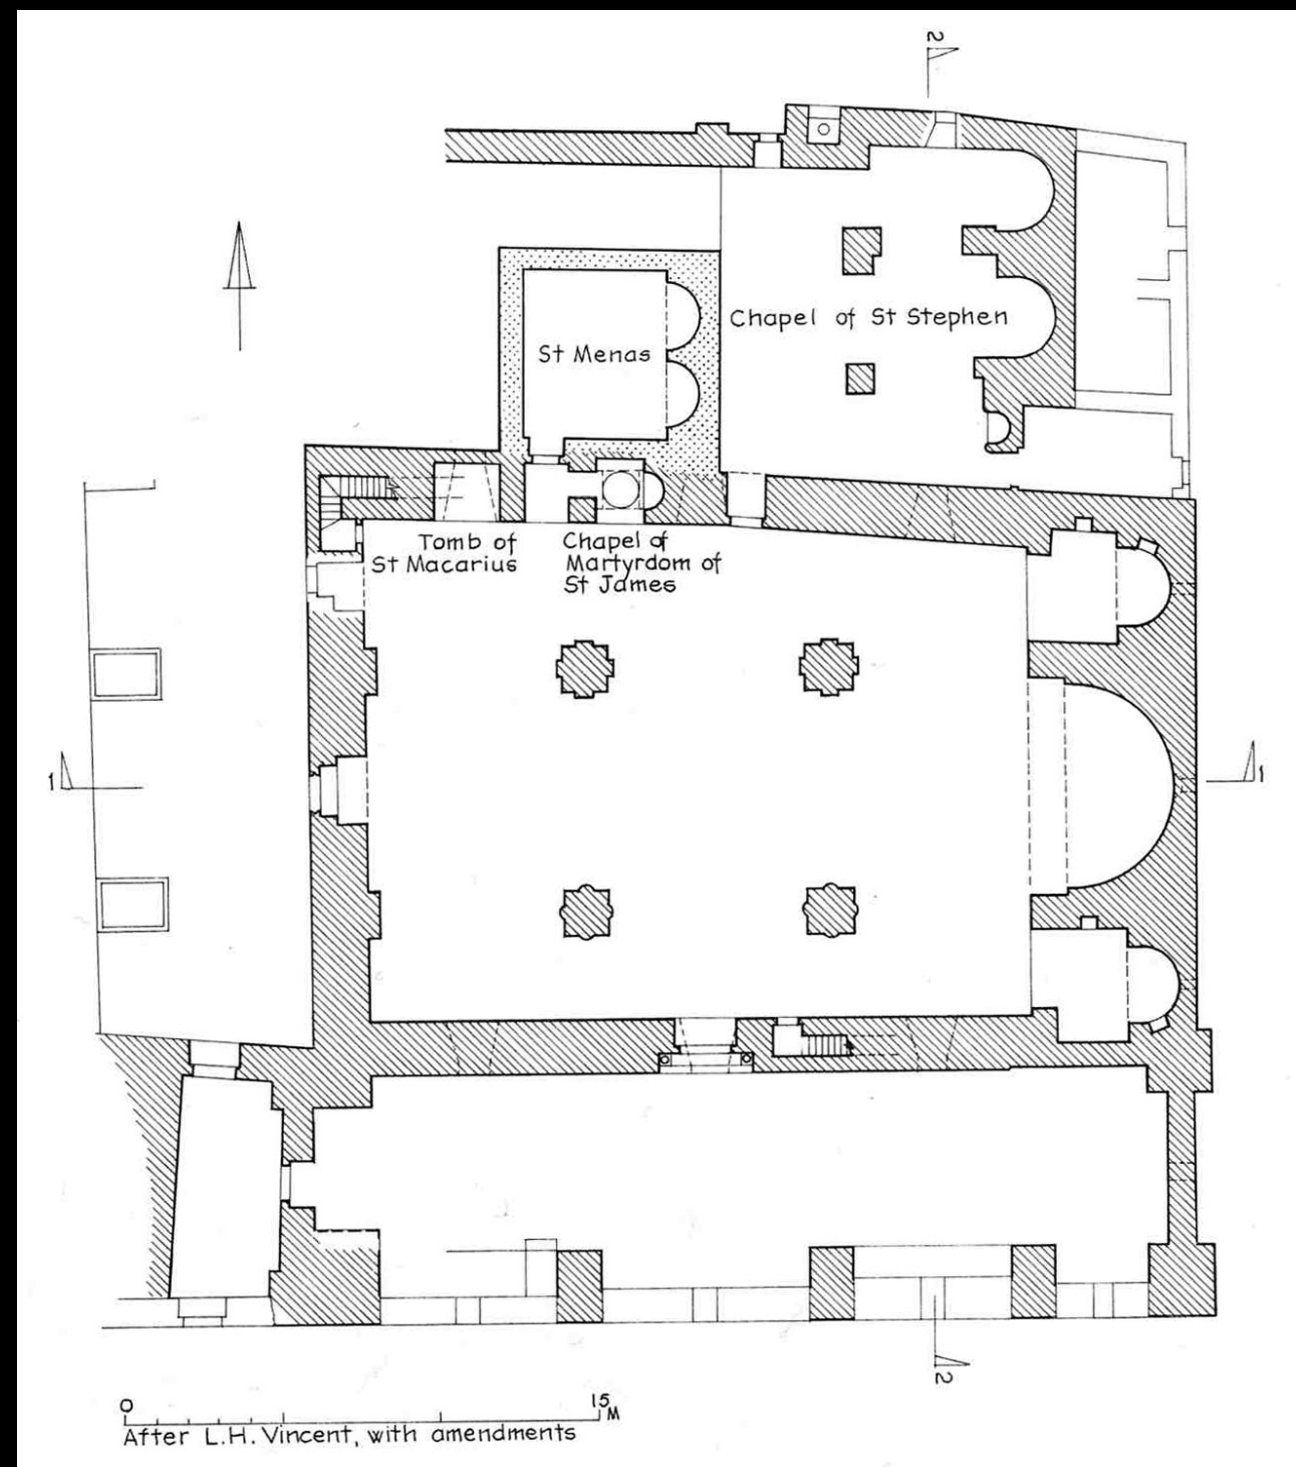 2
Chapel of St Stephen
St Menas
Tomb of
St Macarius
Chapel of
Martyrdom of
St James
1
1
2
0 15 M
After L.H. Vincent, with amendments